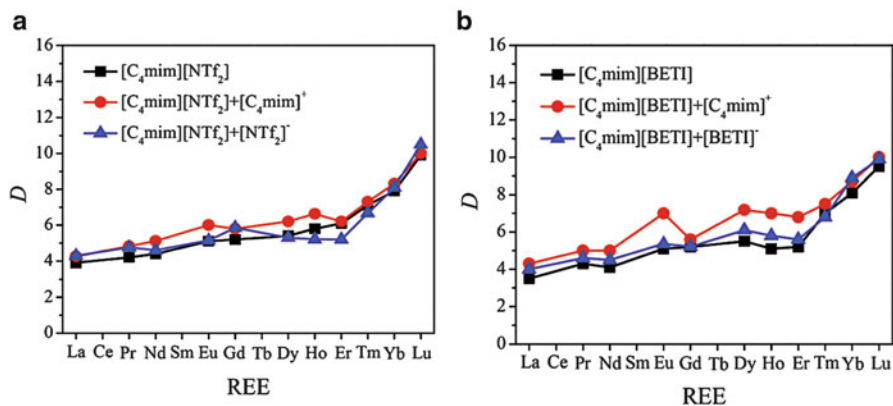 a
16
14
12
10
8
6
4
2
0
D
[C₄mim][NTf₂]
[C₄mim][NTf₂]+[C₄mim]⁺
[C₄mim][NTf₂]+[NTf₂]⁻
La Ce Pr Nd Sm Eu Gd Tb Dy Ho Er Tm Yb Lu
REE
b
16
14
12
10
8
6
4
2
0
D
[C₄mim][BETI]
[C₄mim][BETI]+[C₄mim]⁺
[C₄mim][BETI]+[BETI]⁻
La Ce Pr Nd Sm Eu Gd Tb Dy Ho Er Tm Yb Lu
REE